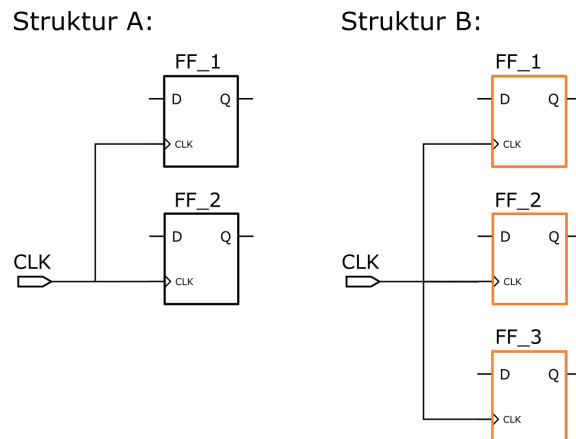 Struktur A:
FF_1
D Q
CLK
FF_2
D Q
CLK
CLK
Struktur B:
FF_1
D Q
CLK
FF_2
D Q
CLK
CLK
FF_3
D Q
CLK